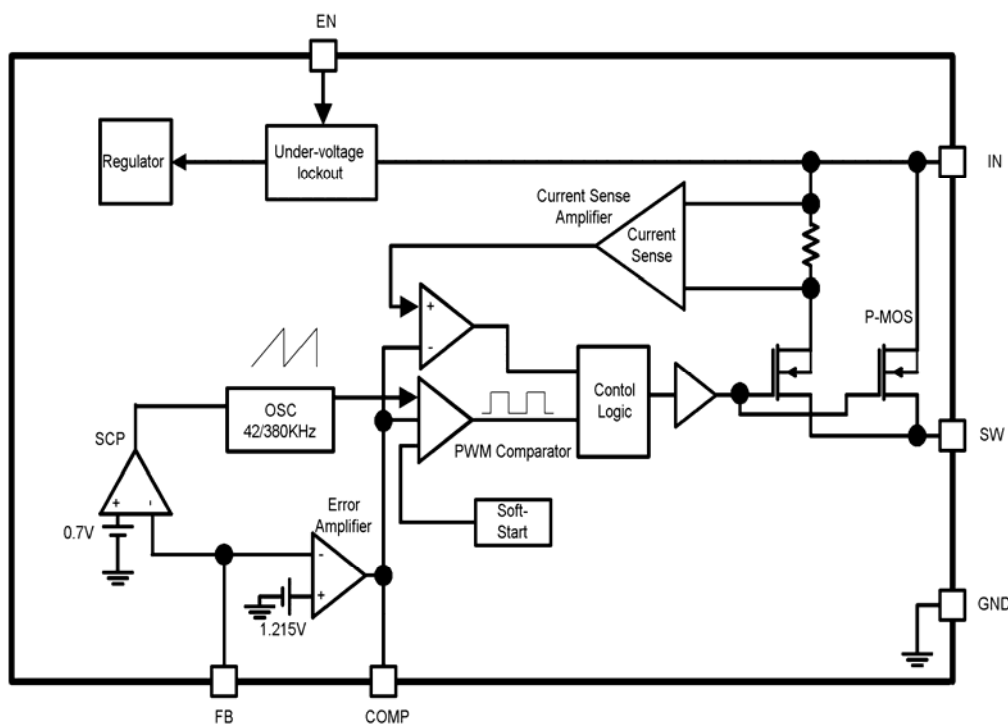 EN
Regulator
Under-voltage
lockout
IN
Current Sense
Amplifier
Current
Sense
+
-
P-MOS
OSC
42/380KHz
Contol
Logic
SCP
PWM Comparator
SW
+ -
0.7V
Error
Amplifier
Soft-
Start
-
+
1.215V
GND
FB
COMP